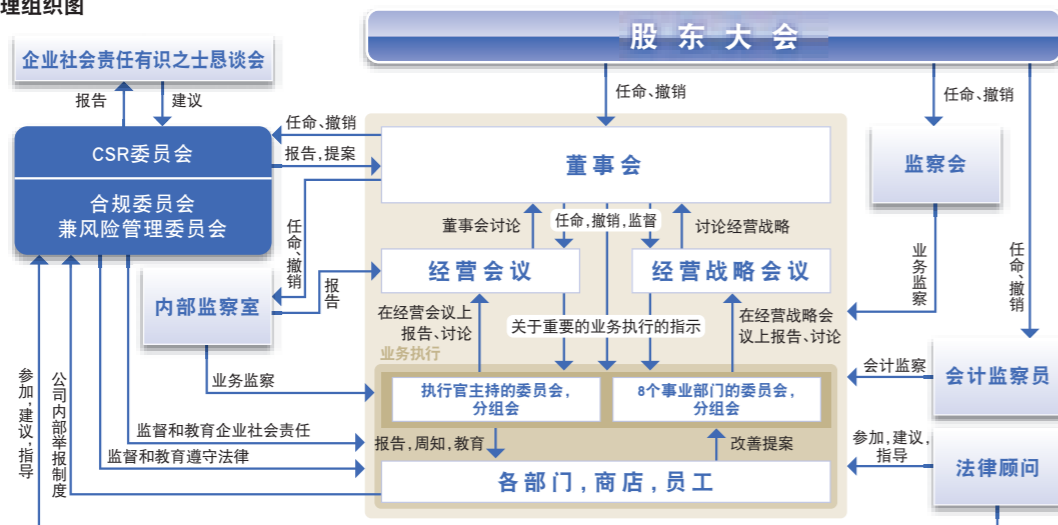 理组织图
股东大会
企业社会责任有识之士恳谈会
报告
建议
任命、撤销
任命、撤销
任命、撤销
CSR委员会
合规委员会
兼风险管理委员会
任命、撤销
报告,提案
董事会
监察会
董事会讨论
任命,撤销,监督
讨论经营战略
任命、撤销
业务监察
经营会议
经营战略会议
内部监察室
报告
在经营会议上
报告、讨论
关于重要的业务执行的指示
在经营战略会
议上报告、讨论
业务执行
业务监察
执行官主持的委员会,
分组会
8个事业部门的委员会,
分组会
会计监察
会计监察员
参加,建议,指导
公司内部举报制度
监督和教育企业社会责任
监督和教育遵守法律
报告,周知,教育
改善提案
参加,建议,
指导
法律顾问
各部门,商店,员工